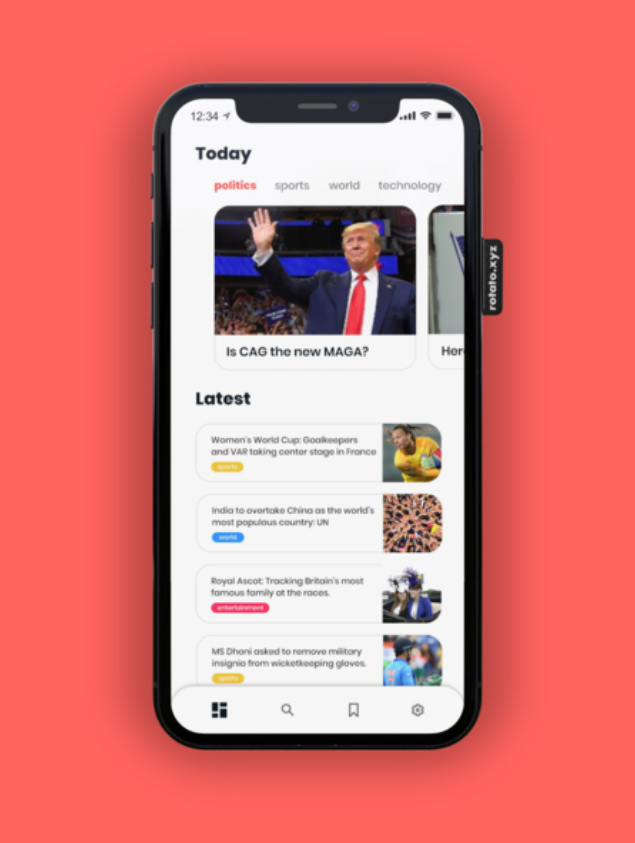 12:34
Today
politics sports world technology
Is CAG the new MAGA?
Her
Latest
Women's World Cup: Goalkeepers
and VAR taking center stage in France
sports
India to overtake China as the world's
most populous country: UN
world
Royal Ascot: Tracking Britain's most
famous family at the races.
entertainment
MS Dhoni asked to remove military
insignia from wicketkeeping gloves.
sports
rotato.xyz